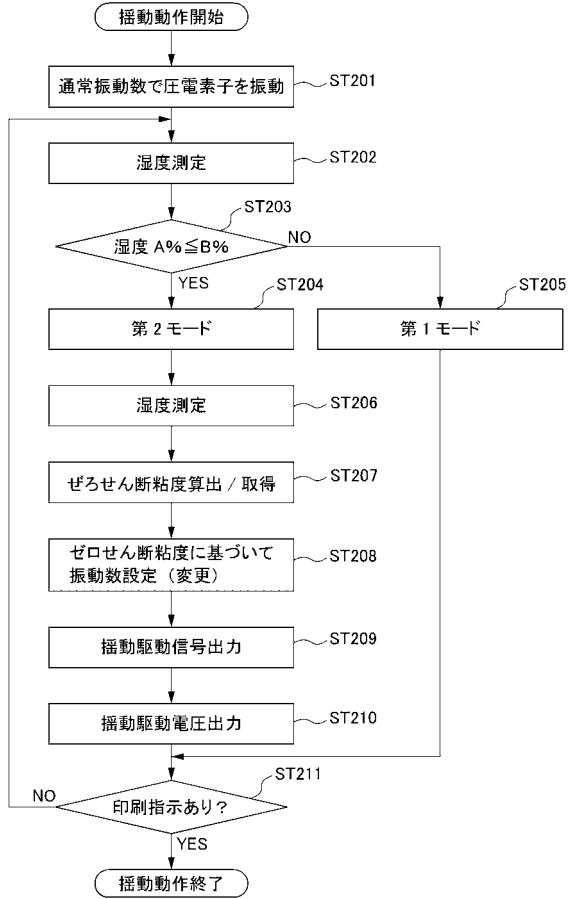 揺動動作開始
通常振動数で圧電素子を振動
ST201
湿度測定
ST202
湿度 A%≦B%
ST203
NO
YES
第2モード
ST204
第1モード
ST205
湿度測定
ST206
ぜろせん断粘度算出 / 取得
ST207
ゼロせん断粘度に基づいて
振動数設定（変更）
ST208
揺動駆動信号出力
ST209
揺動駆動電圧出力
ST210
印刷指示あり？
ST211
NO
YES
揺動動作終了